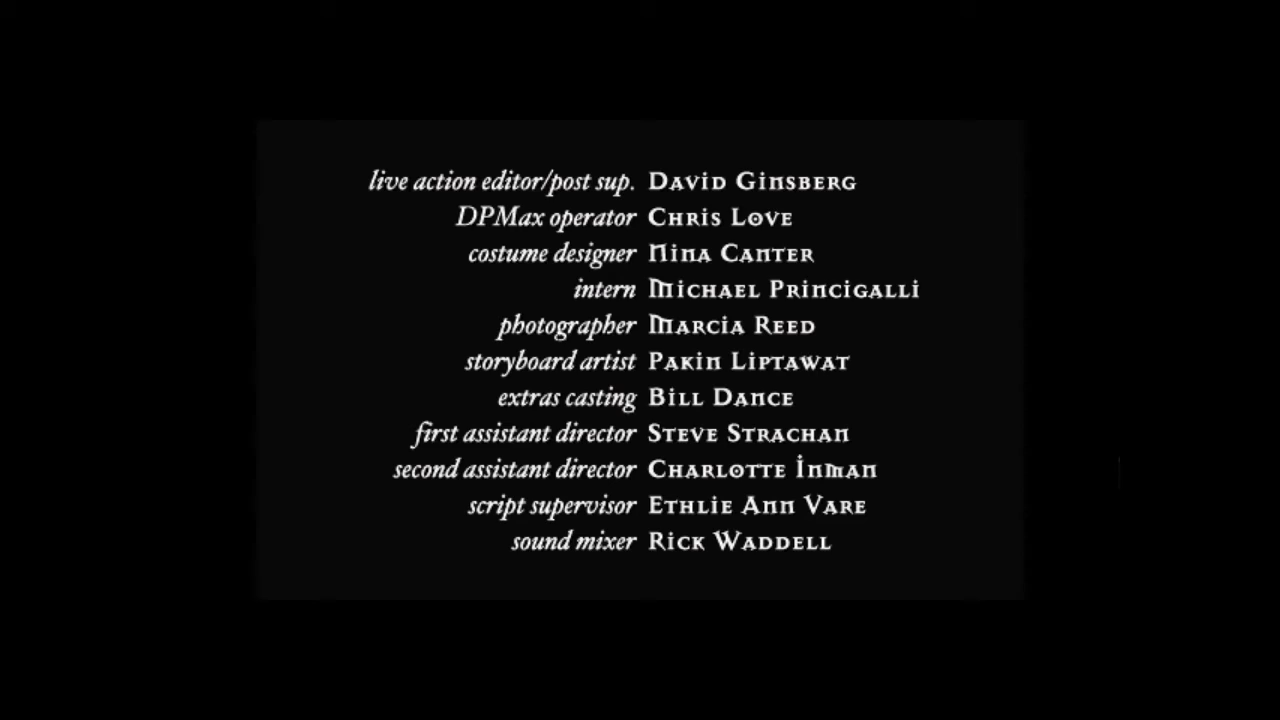 live action editor/post sup. David Ginsberg
DPMax operator Chris Love
costume designer Nina Canter
intern Michael Princigalli
photographer Marcia Reed
storyboard artist Pakin Liptawat
extras casting Bill Dance
first assistant director Steve Strachan
second assistant director Charlotte Inman
script supervisor Ethlie Ann Vare
sound mixer Rick Waddell